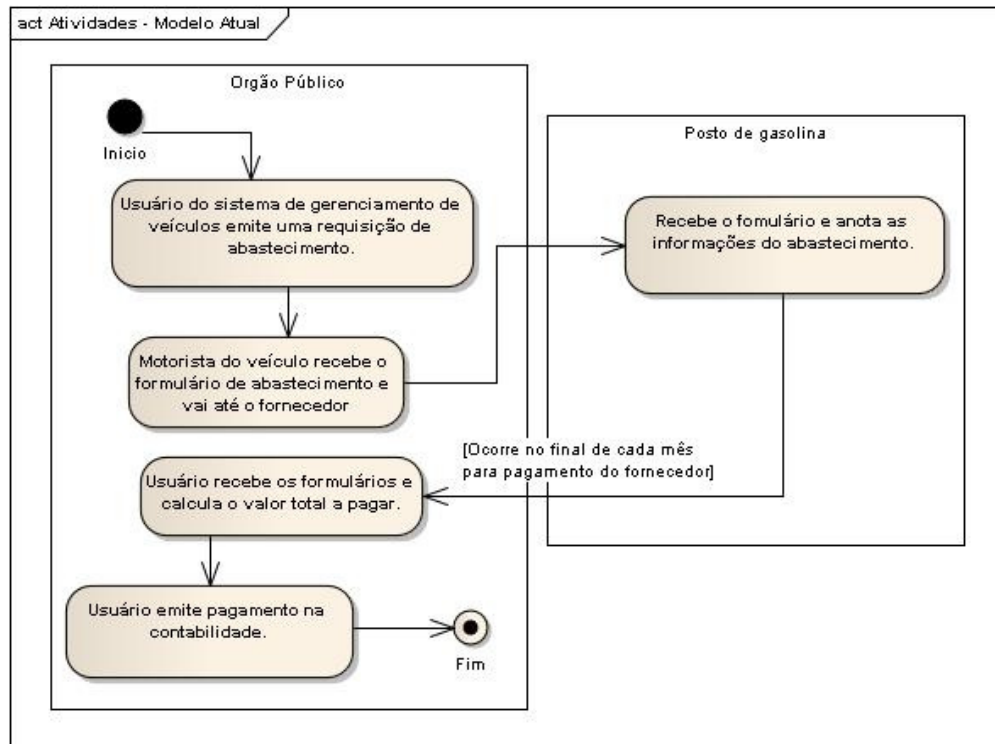 act Atividades - Modelo Atual
Orgão Público
Inicio
Usuário do sistema de gerenciamento de
veículos emite uma requisição de
abastecimento.
Motorista do veículo recebe o
formulário de abastecimento e
vai até o fornecedor
Posto de gasolina
Recebe o fomulário e anota as
informações do abastecimento.
[Ocorre no final de cada mês
para pagamento do fornecedor]
Usuário recebe os formulários e
calcula o valor total a pagar.
Usuário emite pagamento na
contabilidade.
Fim